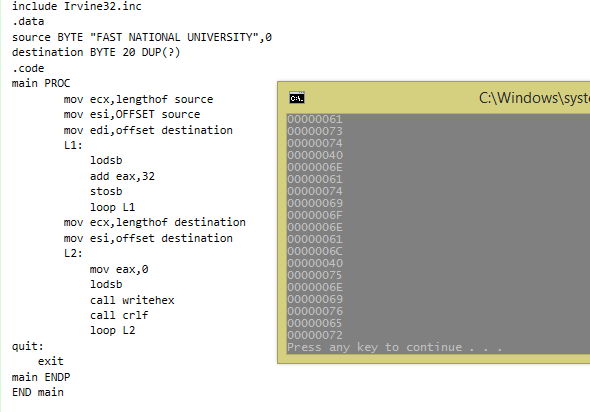 include Irvine32.inc
.data
source BYTE "FAST NATIONAL UNIVERSITY",0
destination BYTE 20 DUP(?)
.code
main PROC
mov ecx,lengthof source
mov esi,OFFSET source
mov edi,offset destination
L1:
lodsb
add eax,32
stosb
loop L1
mov ecx,lengthof destination
mov esi,offset destination
L2:
mov eax,0
lodsb
call writehex
call crlf
loop L2
quit:
exit
main ENDP
END main
C:\Windows\syste
00000061
00000073
00000074
00000040
0000006E
00000061
00000074
00000069
0000006F
0000006E
00000061
0000006C
00000040
00000075
0000006E
00000069
00000076
00000065
00000072
Press any key to continue . . .